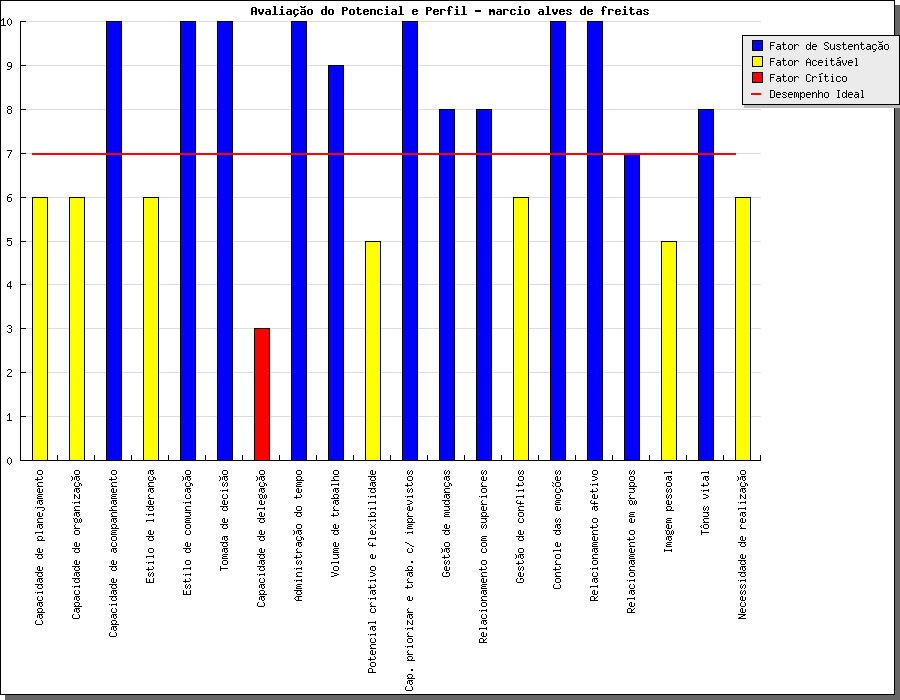 Avaliação do Potencial e Perfil - marcio alves de freitas
Fator de Sustentação
Fator Aceitável
Fator Crítico
Desempenho Ideal
10
9
8
7
6
5
4
3
2
1
0
Capacidade de planejamento
Capacidade de organização
Capacidade de acompanhamento
Estilo de liderança
Estilo de comunicação
Tomada de decisão
Capacidade de delegação
Administração do tempo
Volume de trabalho
Potencial criativo e flexibilidade
Cap. priorizar e trab. c/ imprevistos
Gestão de mudanças
Relacionamento com superiores
Gestão de conflitos
Controle das emoções
Relacionamento afetivo
Relacionamento em grupos
Imagem pessoal
Tônus vital
Necessidade de realização